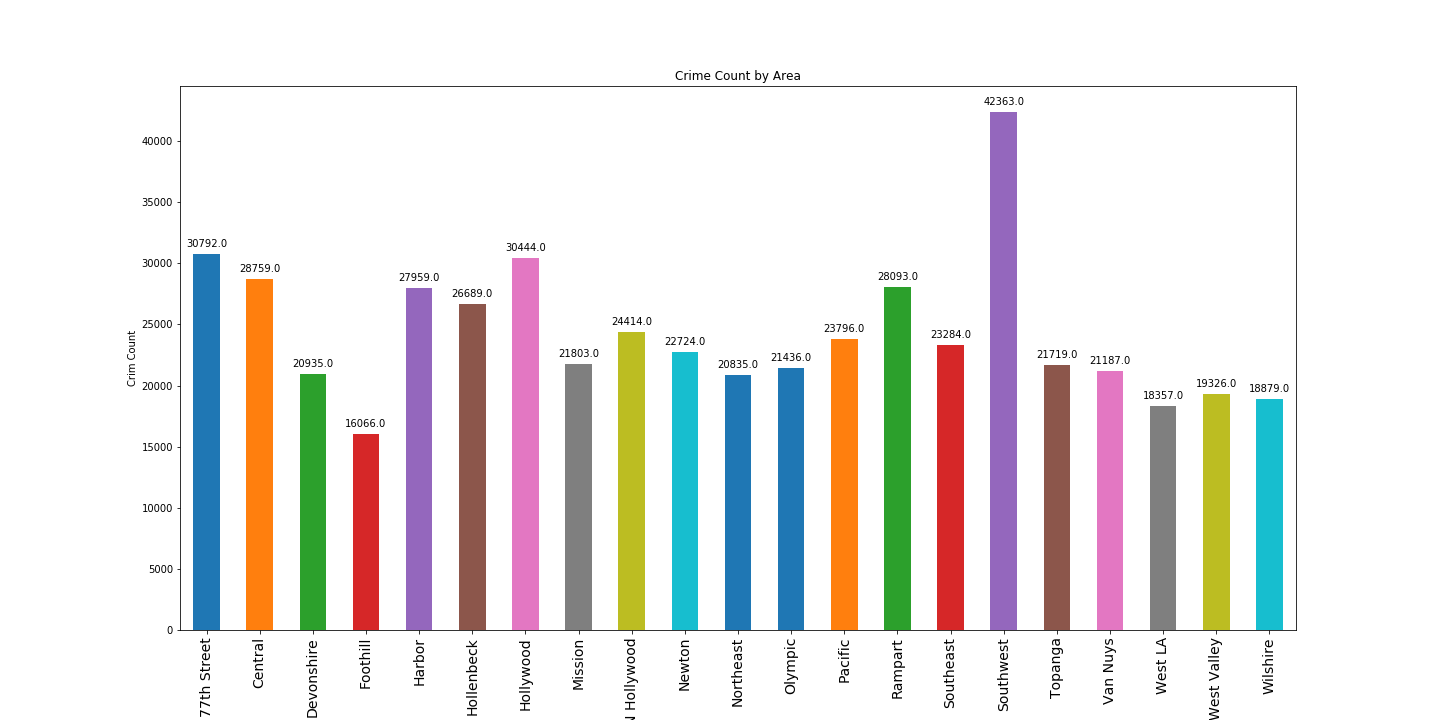 Crime Count by Area
Crim Count
40000
35000
30000
25000
20000
15000
10000
5000
0
30792.0
28759.0
20935.0
16066.0
27959.0
26689.0
30444.0
21803.0
24414.0
22724.0
20835.0
21436.0
23796.0
28093.0
23284.0
42363.0
21719.0
21187.0
18357.0
19326.0
18879.0
77th Street
Central
Devonshire
Foothill
Harbor
Hollenbeck
Hollywood
Mission
N Hollywood
Newton
Northeast
Olympic
Pacific
Rampart
Southeast
Southwest
Topanga
Van Nuys
West LA
West Valley
Wilshire